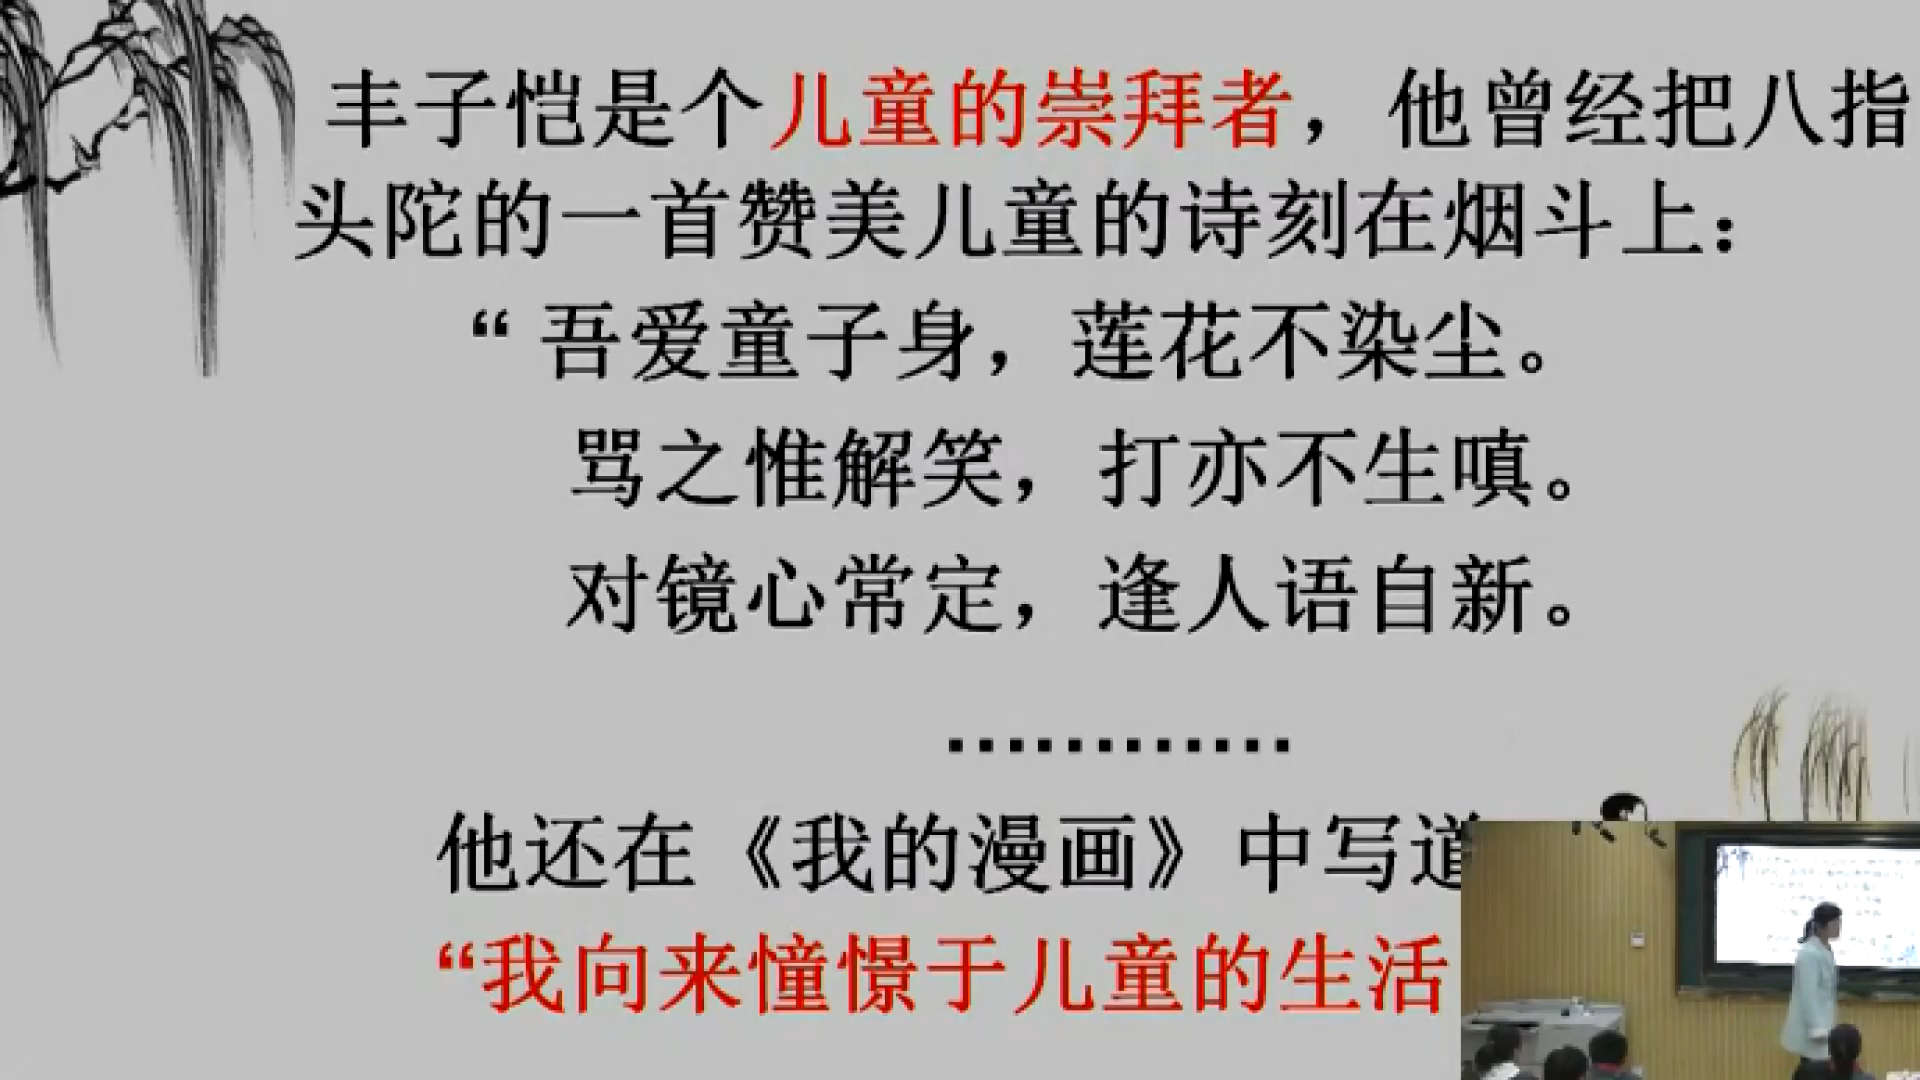 丰子恺是个儿童的崇拜者，他曾经把八指
头陀的一首赞美儿童的诗刻在烟斗上：
“吾爱童子身，莲花不染尘。
骂之惟解笑，打亦不生嗔。
对镜心常定，逢人语自新。
…………
他还在《我的漫画》中写道
“我向来憧憬于儿童的生活